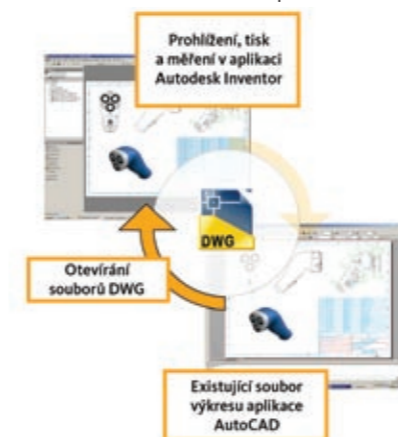 Prohlížení, tisk
a měření v aplikaci
Autodesk Inventor
DWG
Otevírání
souborů DWG
Existující soubor
výkresu aplikace
AutoCAD